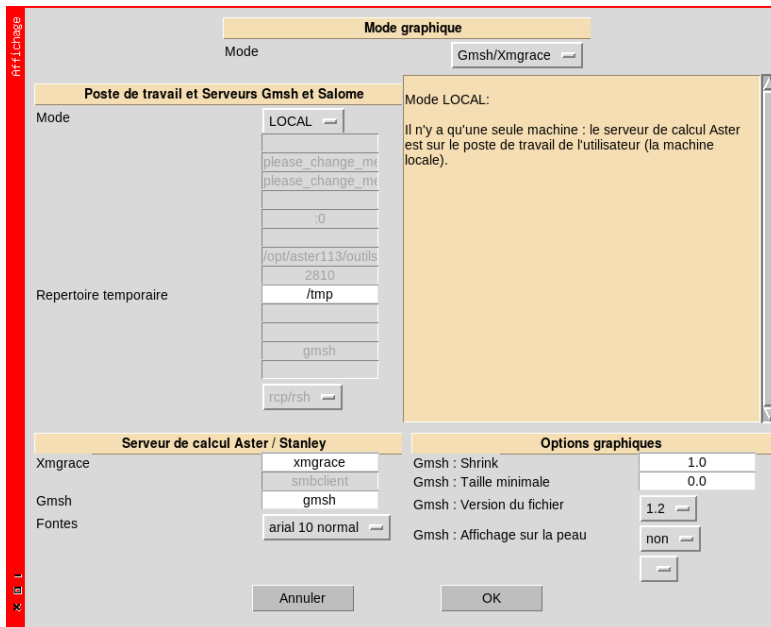 Affichage
Mode graphique
Mode
Gmsh/Xmgrace
Poste de travail et Serveurs Gmsh et Salome
Mode
LOCAL
please_change_me
please_change_me
:0
/opt/aster113/outils
2810
Repertoire temporaire
/tmp
gmsh
rcp/rsh
Mode LOCAL:
Il n'y a qu'une seule machine : le serveur de calcul Aster
est sur le poste de travail de l'utilisateur (la machine
locale).
Serveur de calcul Aster / Stanley
Xmgrace
xmgrace
smbclient
Gmsh
gmsh
Fontes
arial 10 normal
Options graphiques
Gmsh : Shrink
1.0
Gmsh : Taille minimale
0.0
Gmsh : Version du fichier
1.2
Gmsh : Affichage sur la peau
non
Annuler
OK